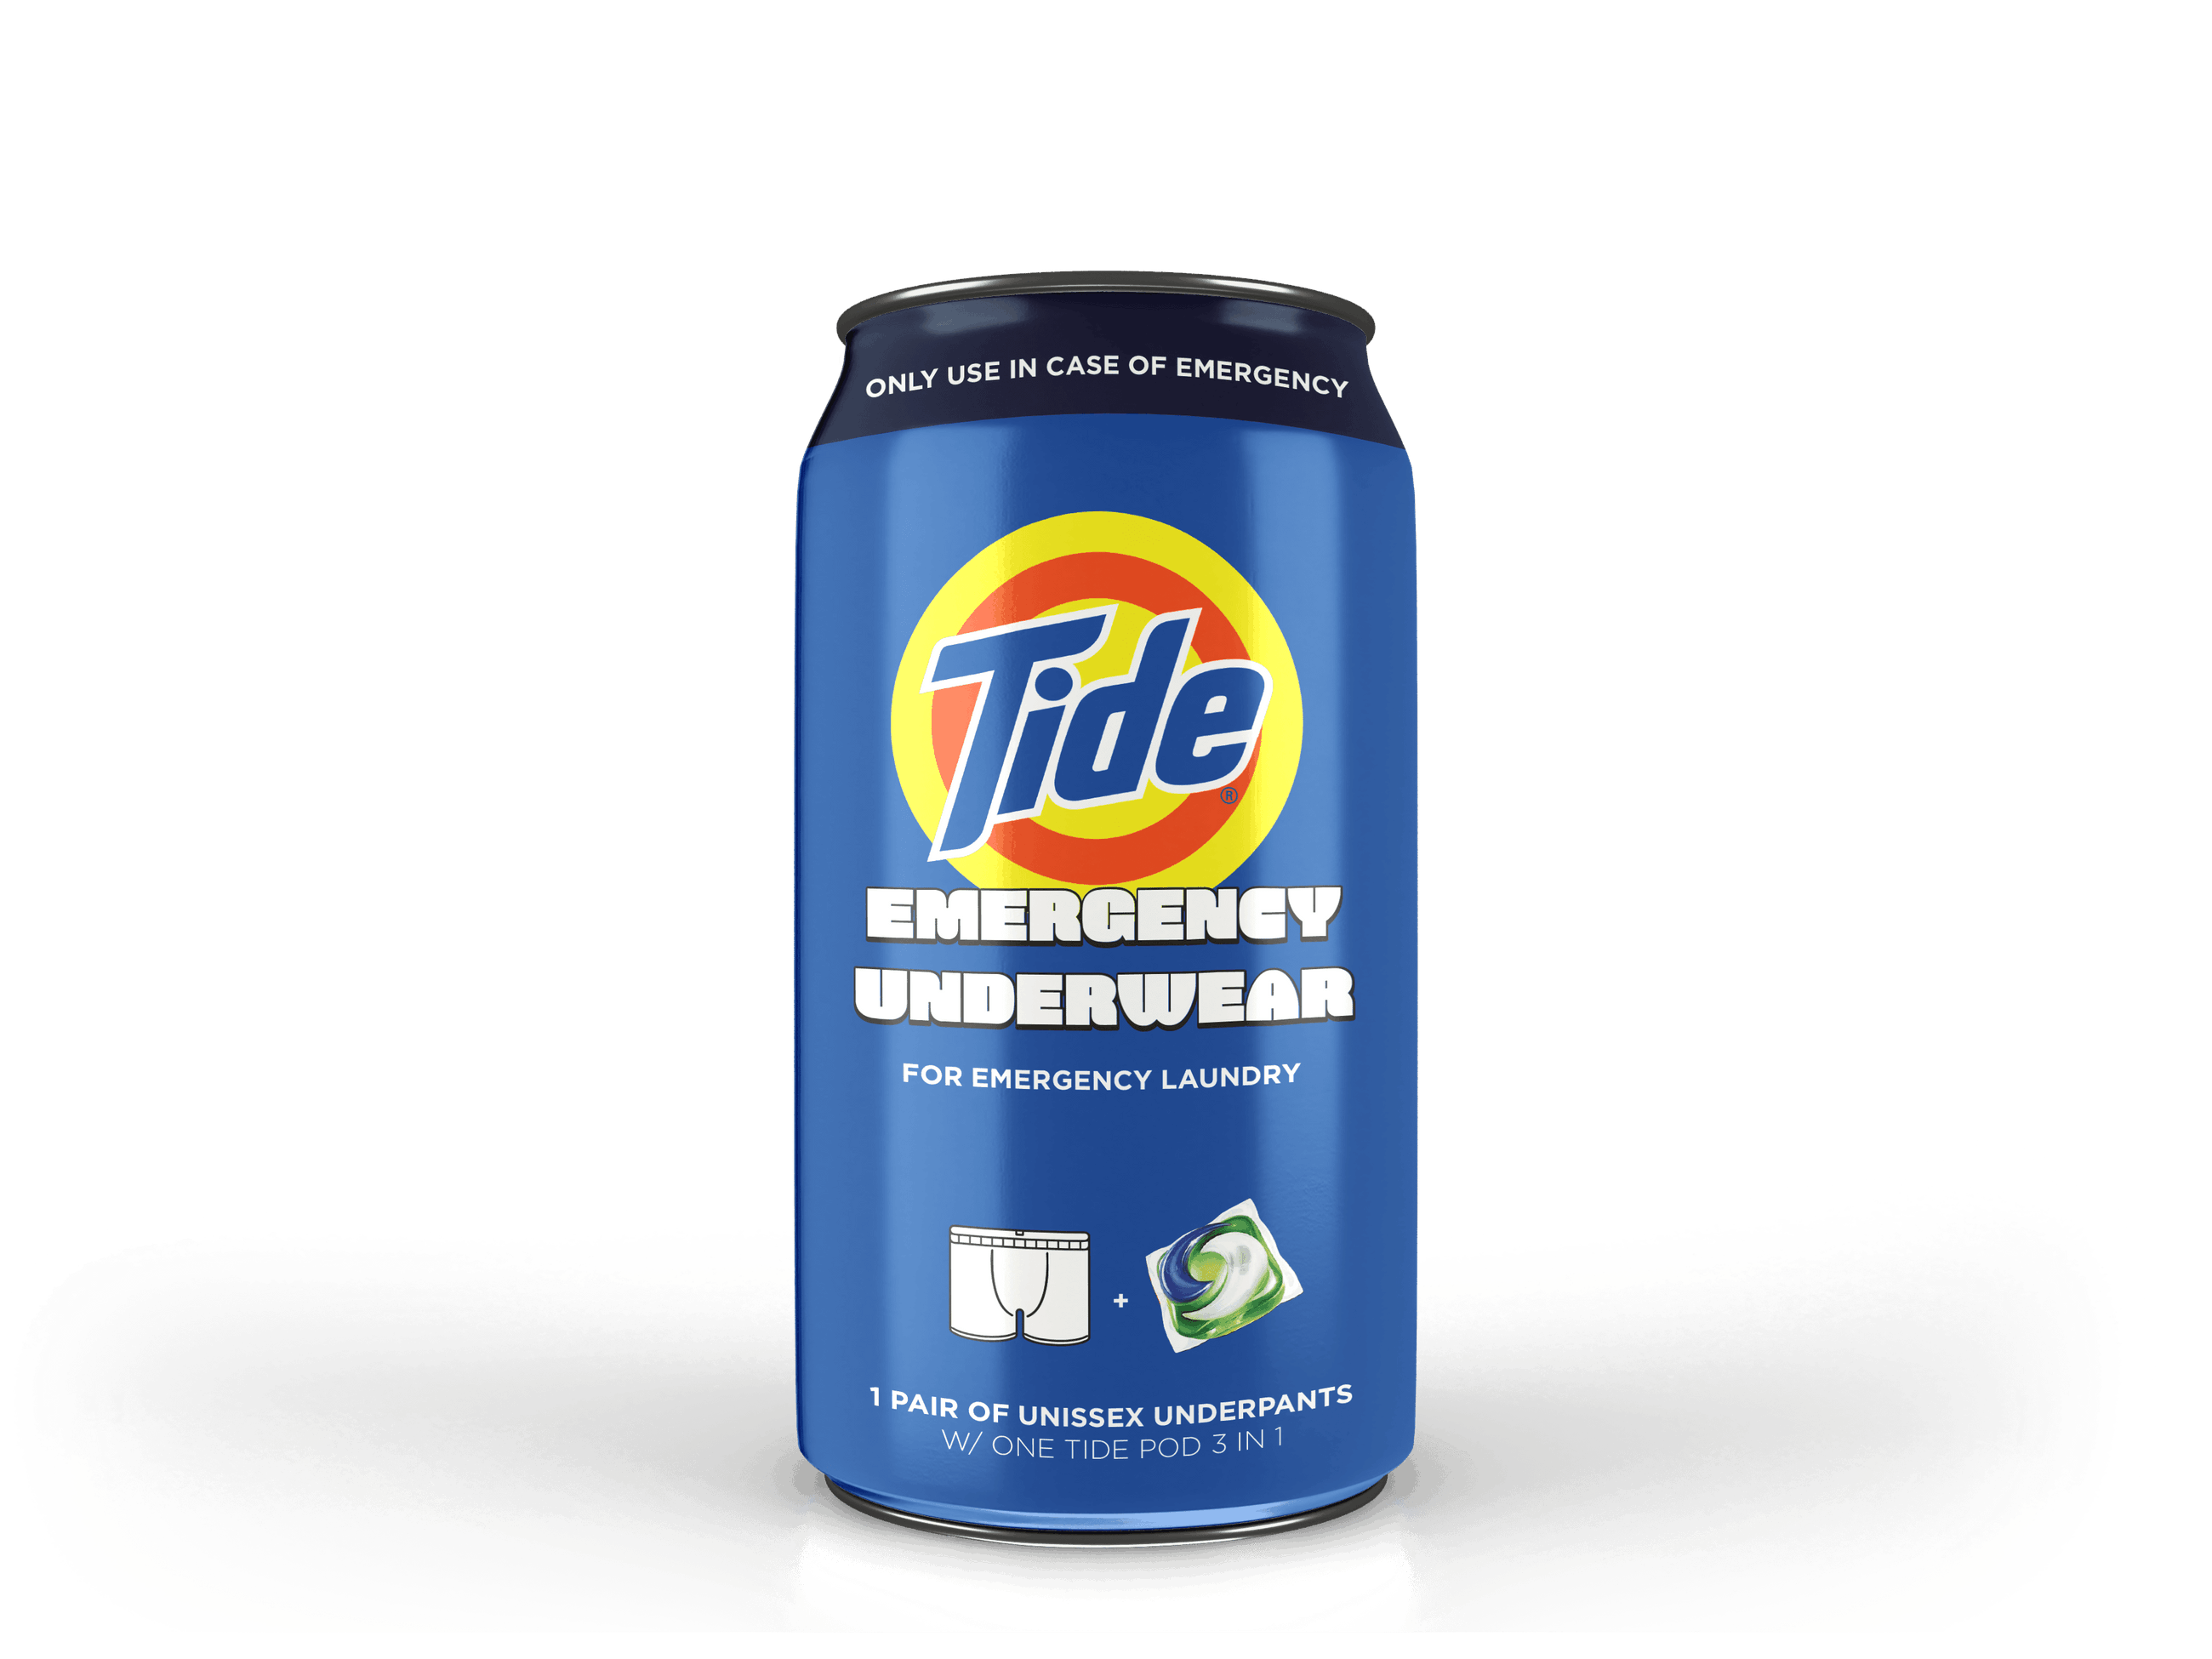 ONLY USE IN CASE OF EMERGENCY
Tide®
EMERGENCY
UNDERWEAR
FOR EMERGENCY LAUNDRY
+
1 PAIR OF UNISSEX UNDERPANTS
W/ ONE TIDE POD 3 IN 1